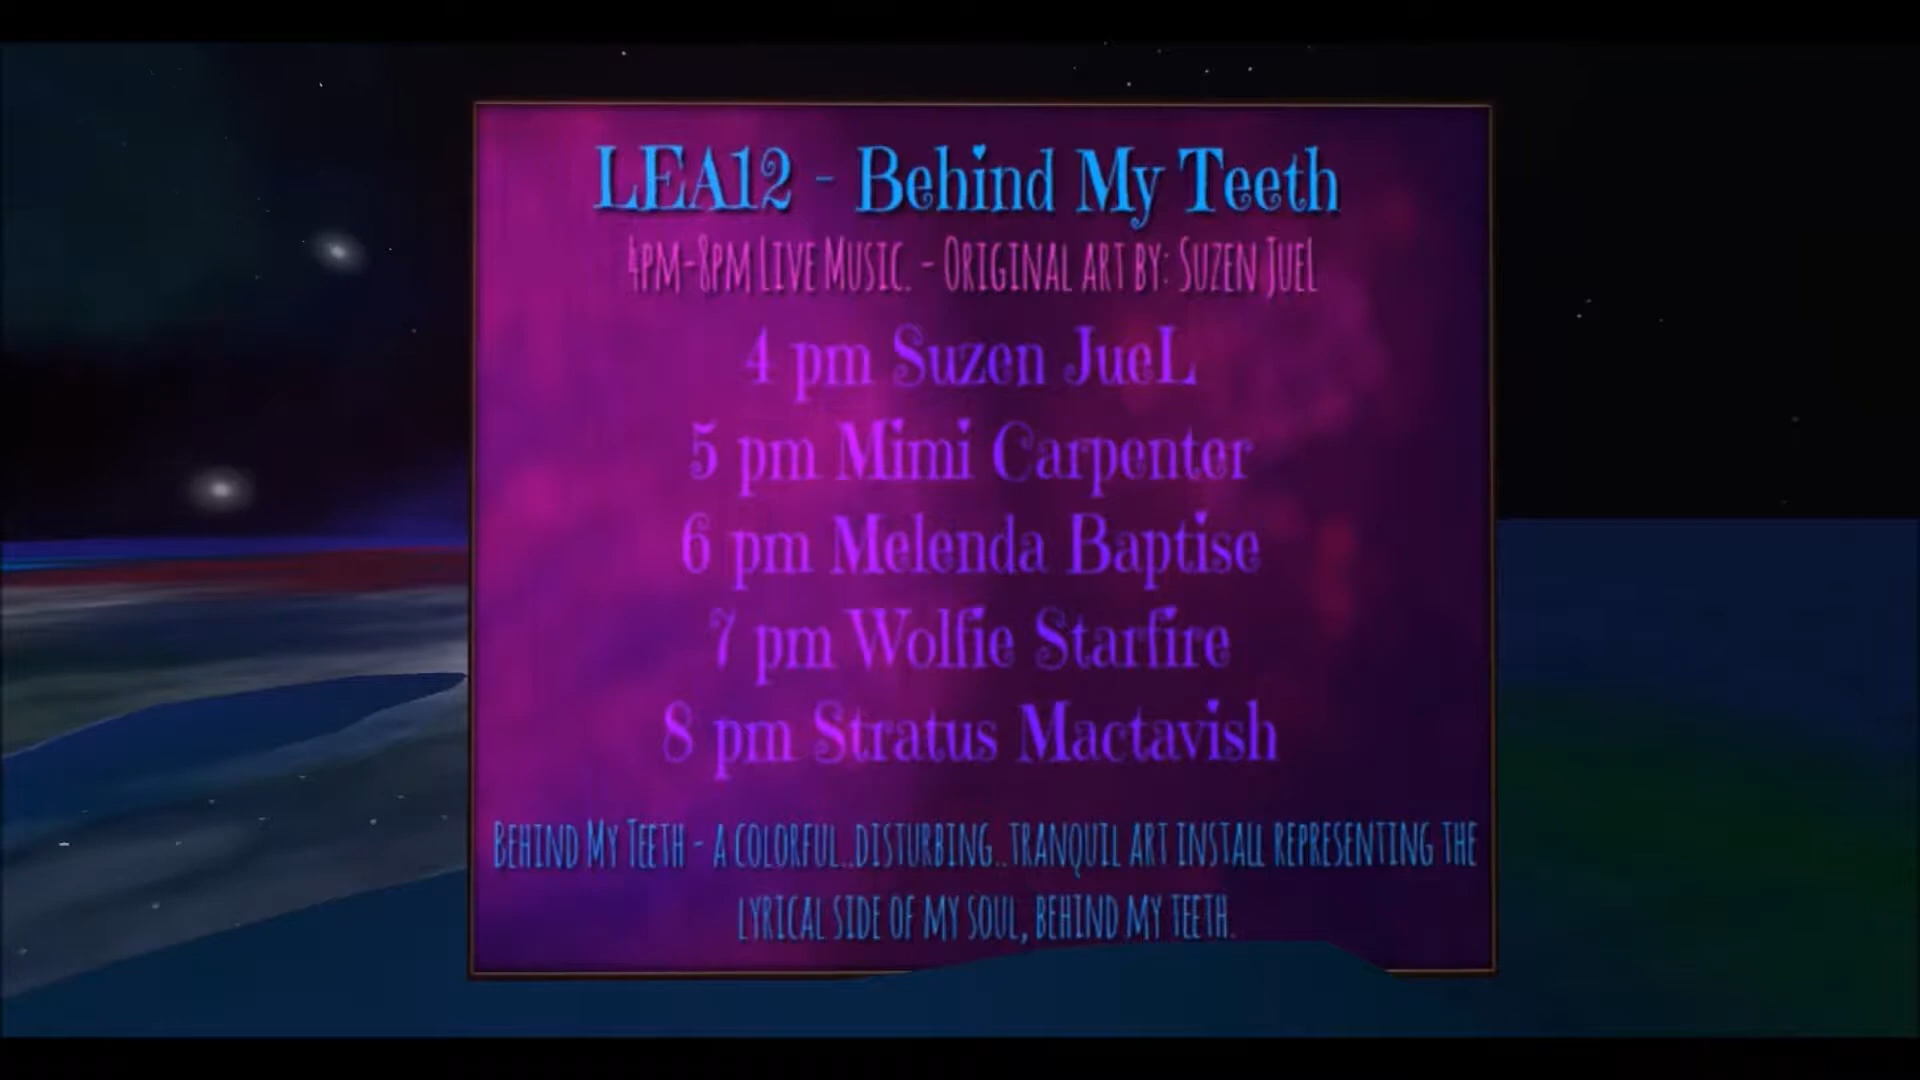 LEA12 - Behind My Teeth
4pm-8pm Live Music. - Original art by: Suzen JueL
4 pm Suzen JueL
5 pm Mimi Carpenter
6 pm Melenda Baptise
7 pm Wolfie Starfire
8 pm Stratus Mactavish
Behind My Teeth - a colorful..disturbing..tranquil art install representing the
lyrical side of my soul, behind my teeth.